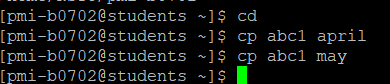 [pmi-b0702@students ~]$ cd
[pmi-b0702@students ~]$ cp abc1 april
[pmi-b0702@students ~]$ cp abc1 may
[pmi-b0702@students ~]$